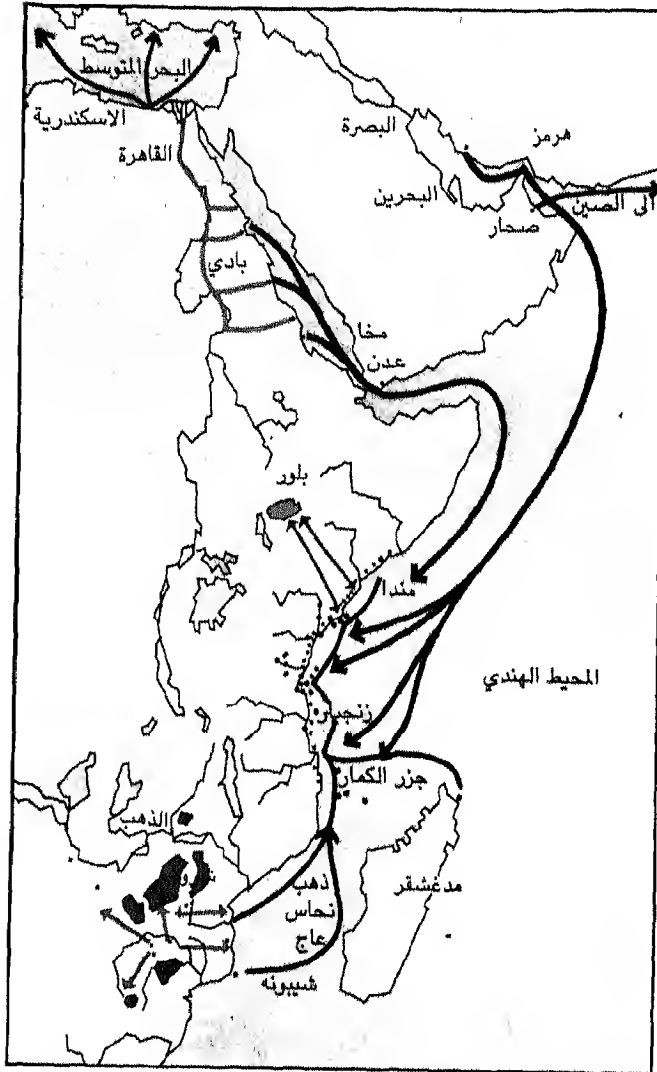 البحر المتوسط
الاسكندرية
القاهرة
البصرة
هرمز
البحرين
الى الصين
صحار
بادي
مخا
عدن
بلور
مندا
المحيط الهندي
زنجبار
جزر الكمار
الذهب
ذهب
نحاس
عاج
مدغشقر
شيبونه